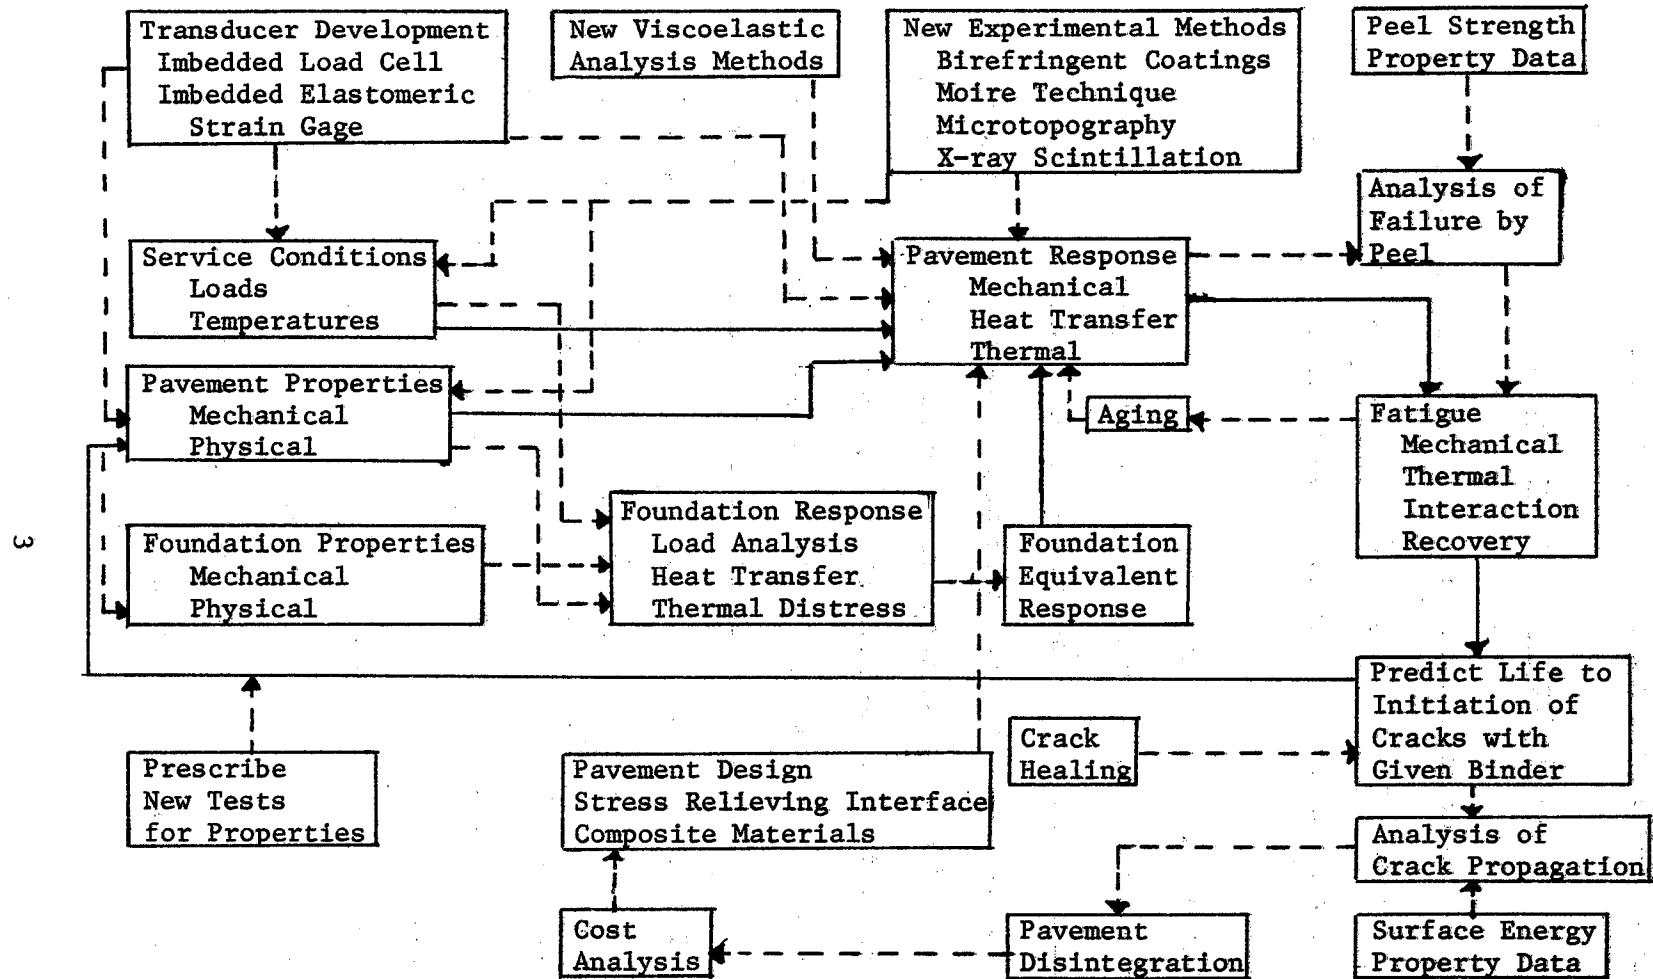 Transducer Development
Imbedded Load Cell
Imbedded Elastomeric
Strain Gage
New Viscoelastic
Analysis Methods
New Experimental Methods
Birefringent Coatings
Moire Technique
Microtopography
X-ray Scintillation
Peel Strength
Property Data
Analysis of
Failure by
Peel
Service Conditions
Loads
Temperatures
Pavement Response
Mechanical
Heat Transfer
Thermal
Pavement Properties
Mechanical
Physical
Aging
Fatigue
Mechanical
Thermal
Interaction
Recovery
Foundation Properties
Mechanical
Physical
Foundation Response
Load Analysis
Heat Transfer
Thermal Distress
Foundation
Equivalent
Response
3
Predict Life to
Initiation of
Cracks with
Given Binder
Crack
Healing
Prescribe
New Tests
for Properties
Pavement Design
Stress Relieving Interface
Composite Materials
Analysis of
Crack Propagation
Cost
Analysis
Pavement
Disintegration
Surface Energy
Property Data